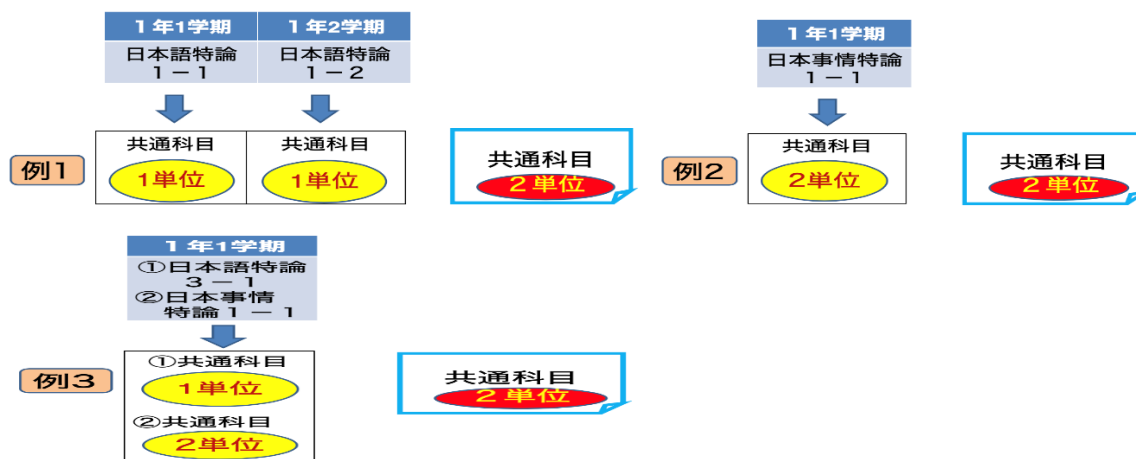 1年1学期
1年2学期
日本語特論
1－1
日本語特論
1－2
例1
共通科目
1単位
共通科目
1単位
共通科目
2単位
1年1学期
日本事情特論
1－1
例2
共通科目
2単位
共通科目
2単位
1年1学期
①日本語特論
3－1
②日本事情
特論1－1
例3
①共通科目
1単位
②共通科目
2単位
共通科目
2単位